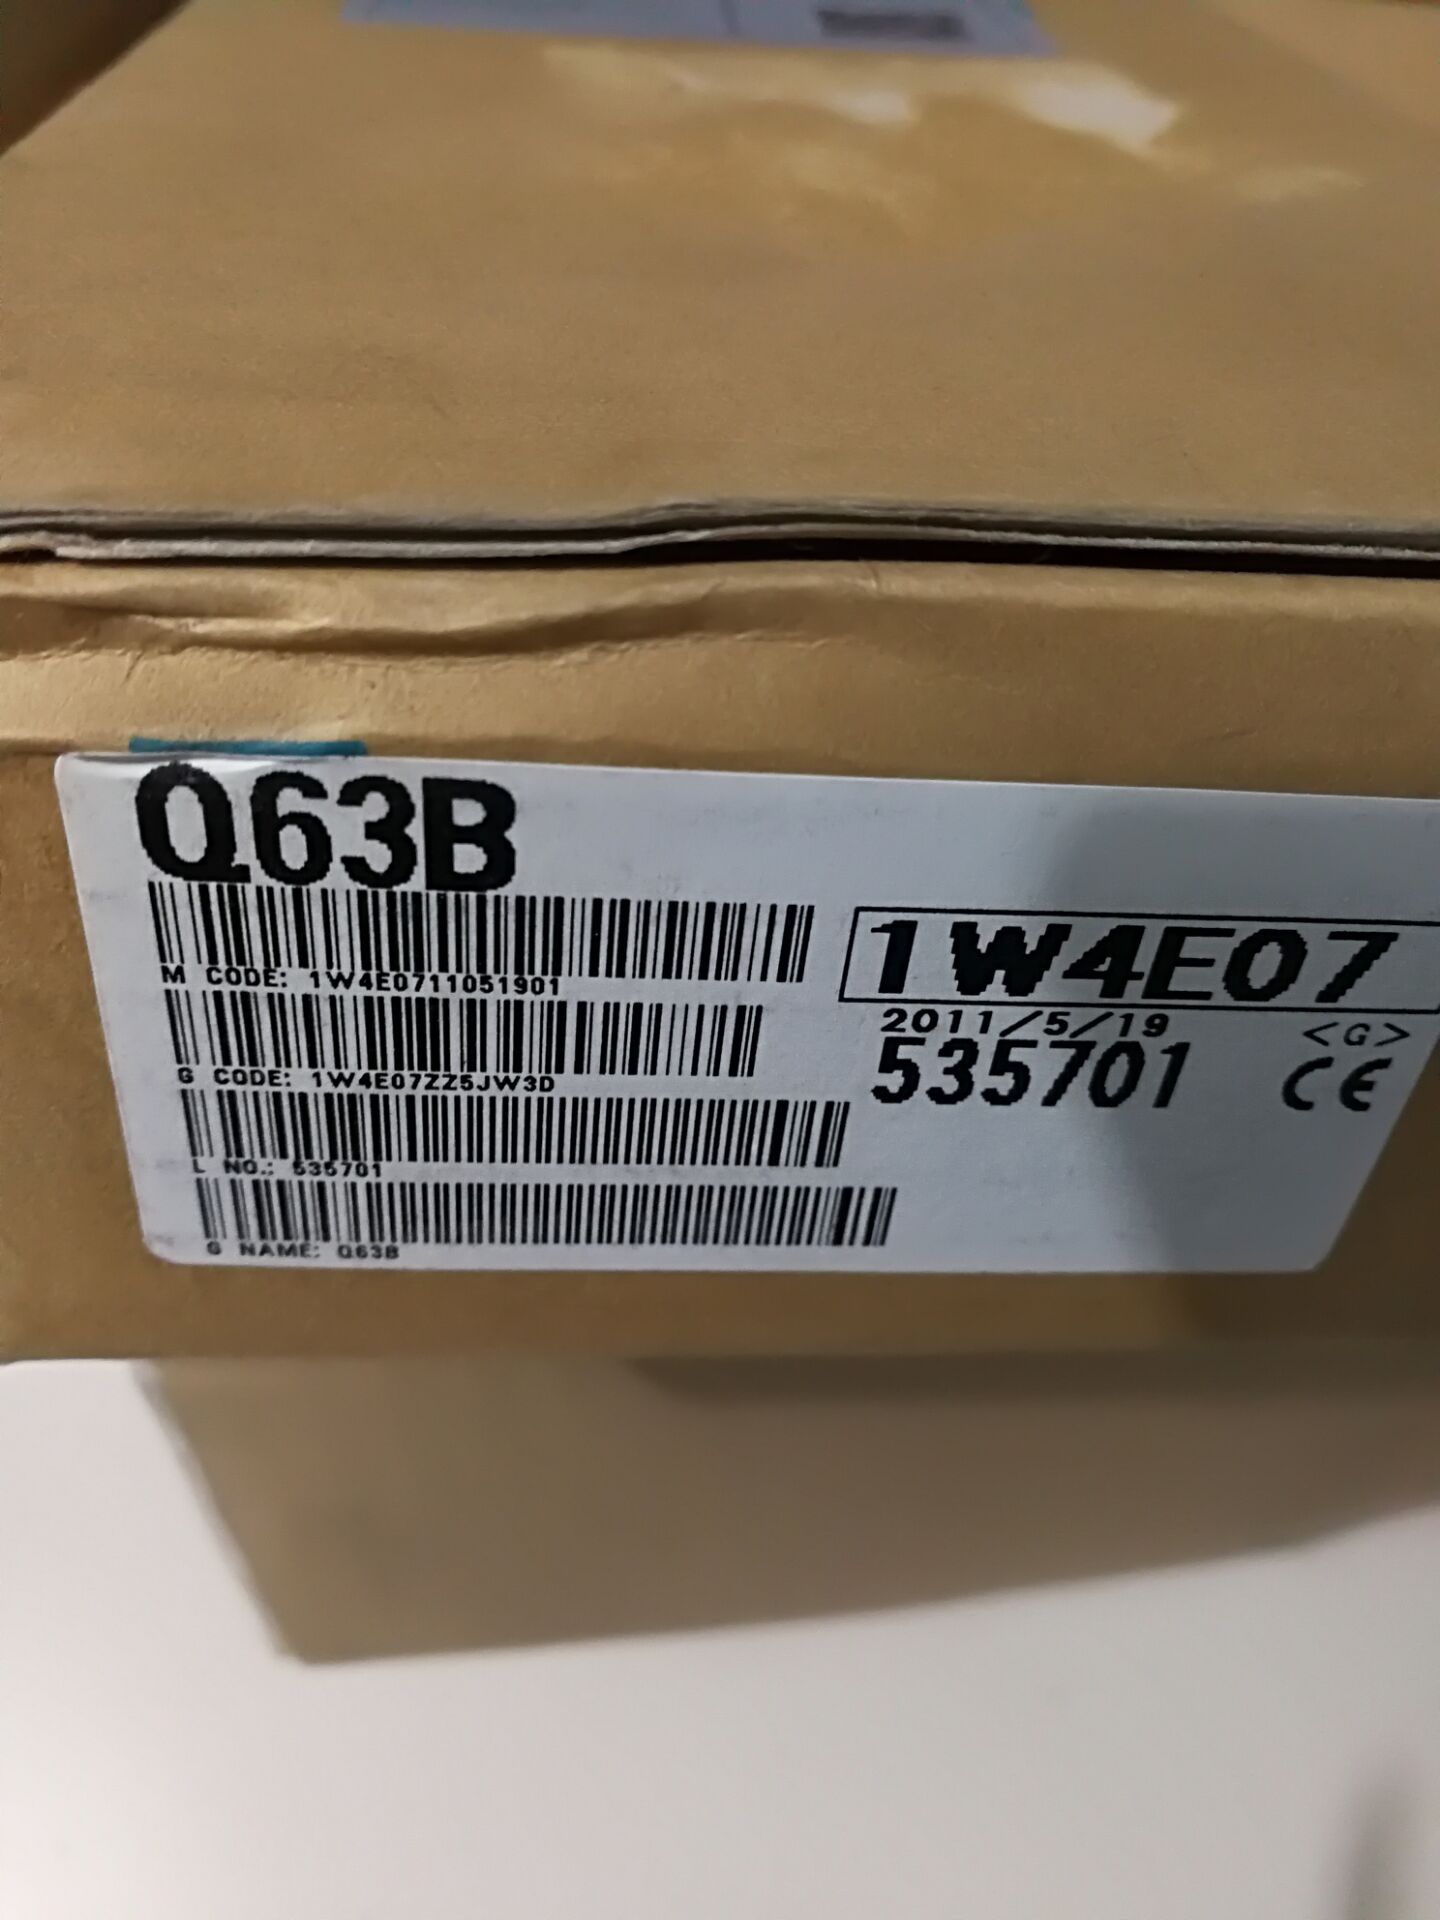 Q63B
M CODE: 1W4E0711051901
G CODE: 1W4E07ZZ5JW3D
L NO.: 535701
G NAME: Q63B
1W4E07
2011/5/19 <G>
535701 CE